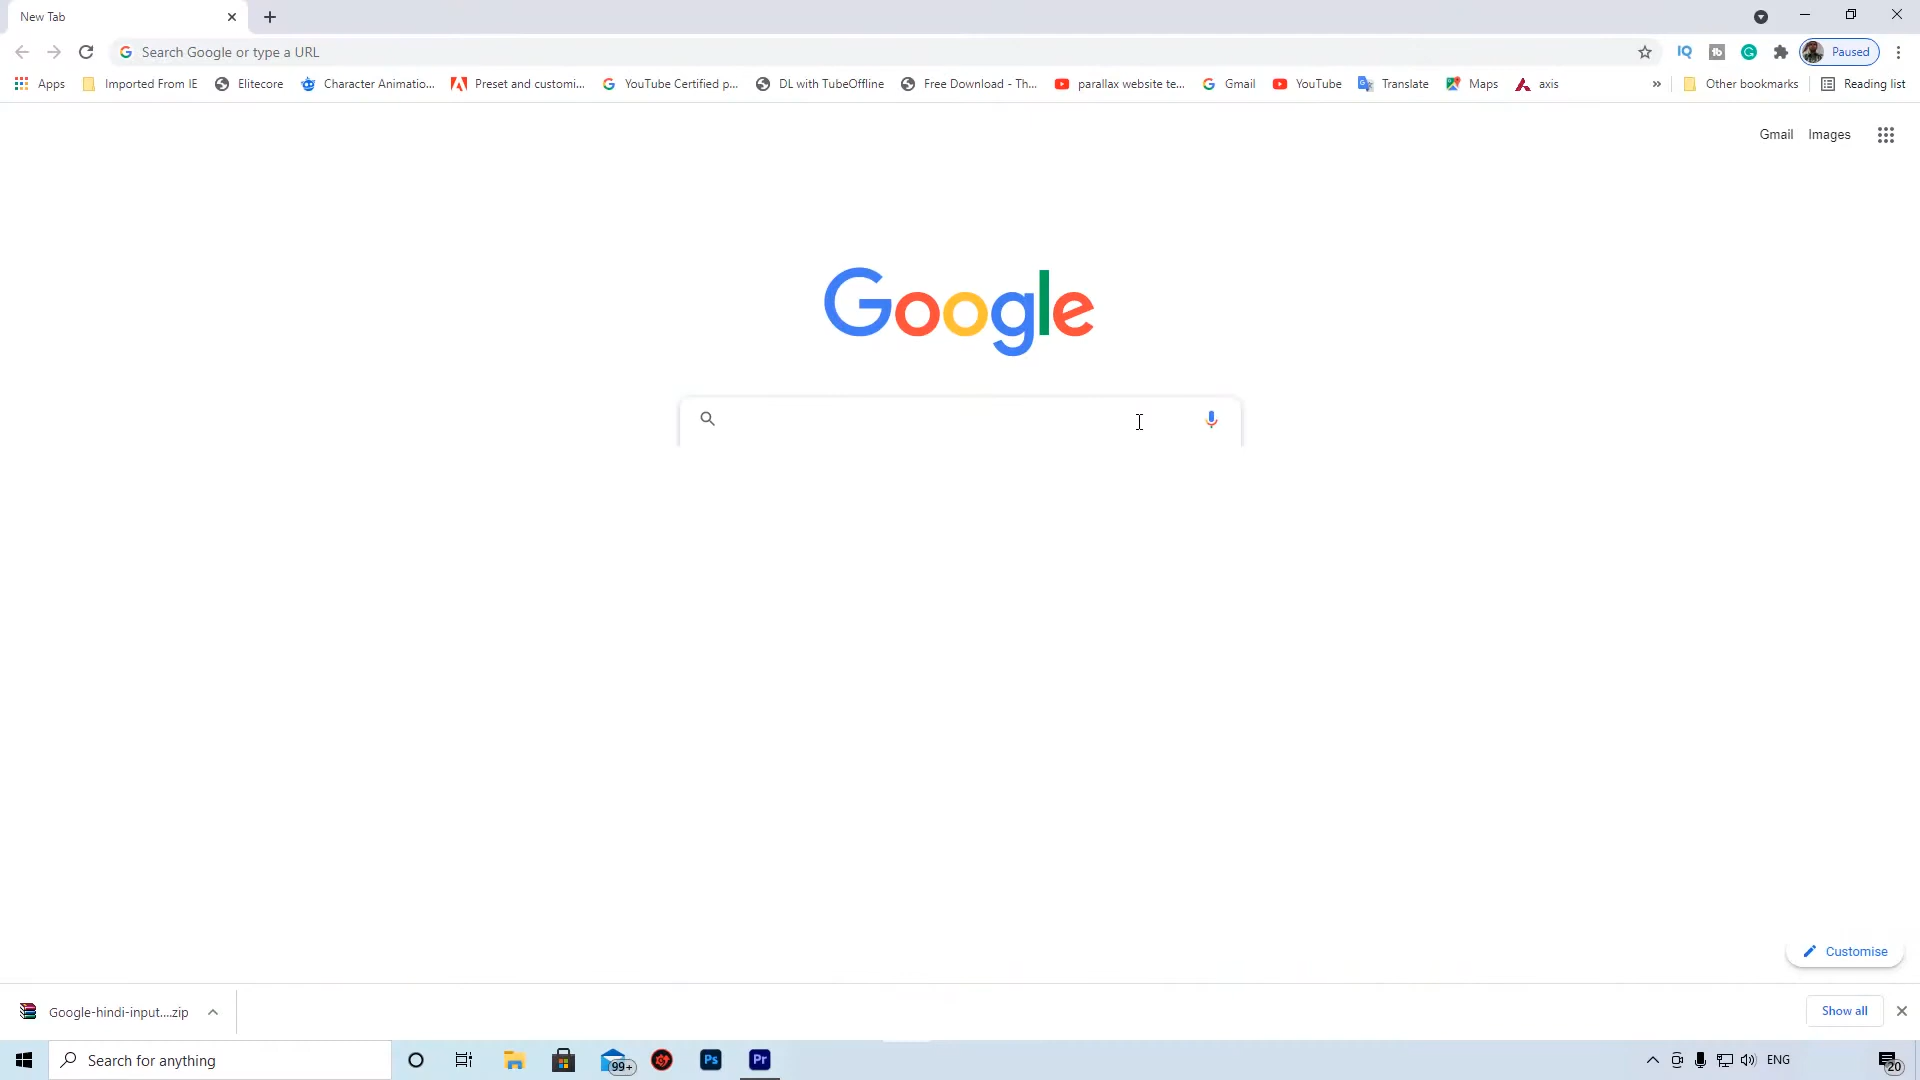 New Tab
Search Google or type a URL
Paused
Apps Imported From IE Elitecore Character Animatio... Preset and customi... YouTube Certified p... DL with TubeOffline Free Download - Th... parallax website te... Gmail YouTube Translate Maps axis » Other bookmarks Reading list
Gmail Images
Google
Customise
Google-hindi-input....zip
Show all
Search for anything
99+
Ps
Pr
ENG
20